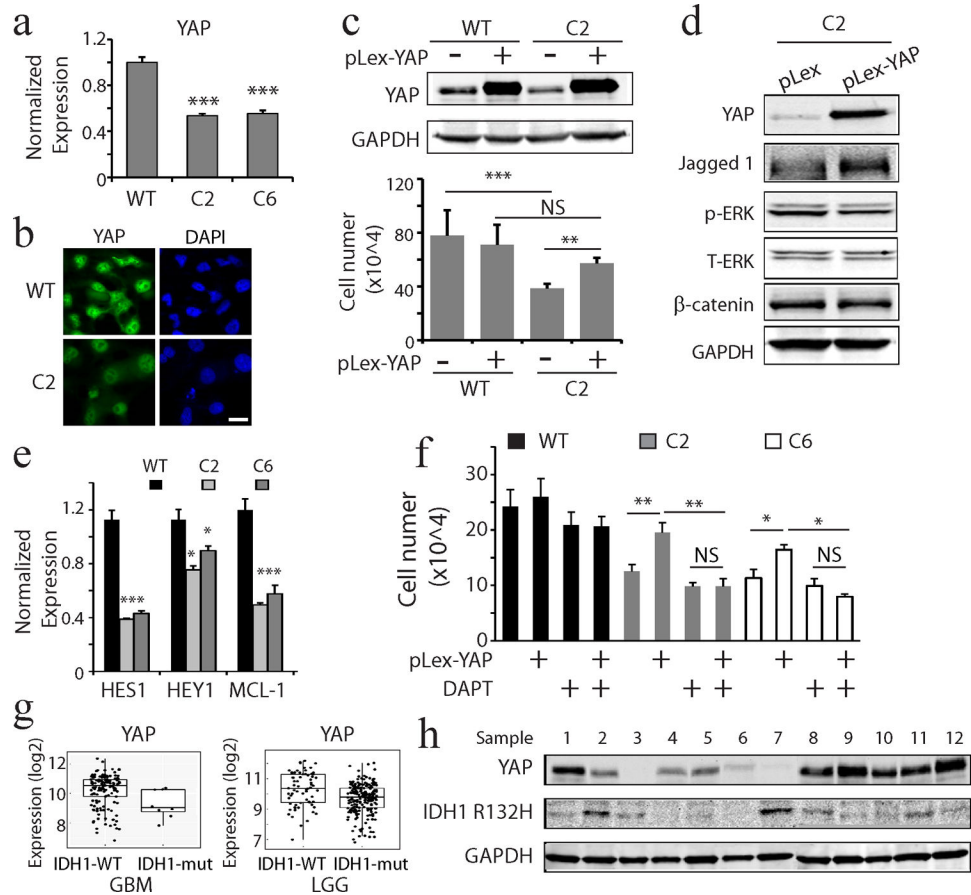 a
YAP
Normalized
Expression
1.2
0.8
0.4
0
***
***
WT
C2
C6
b
YAP
DAPI
WT
C2
c
WT
C2
pLex-YAP
- + - +
YAP
GAPDH
Cell numer
(x10^4)
120
80
60
40
0
***
NS
**
pLex-YAP
- + - +
WT
C2
d
C2
pLex
pLex-YAP
YAP
Jagged 1
p-ERK
T-ERK
β-catenin
GAPDH
e
WT
C2
C6
Normalized
Expression
1.2
0.8
0.4
0
***
*
*
***
HES1
HEY1
MCL-1
f
WT
C2
C6
Cell numer
(x10^4)
30
20
10
0
**
**
NS
*
*
NS
pLex-YAP
+ + + + + +
DAPT
+ + + + + +
g
YAP
Expression (log2)
12
11
10
9
IDH1-WT
IDH1-mut
GBM
YAP
Expression (log2)
12
11
10
9
8
7
IDH1-WT
IDH1-mut
LGG
h
Sample
1 2 3 4 5 6 7 8 9 10 11 12
YAP
IDH1 R132H
GAPDH